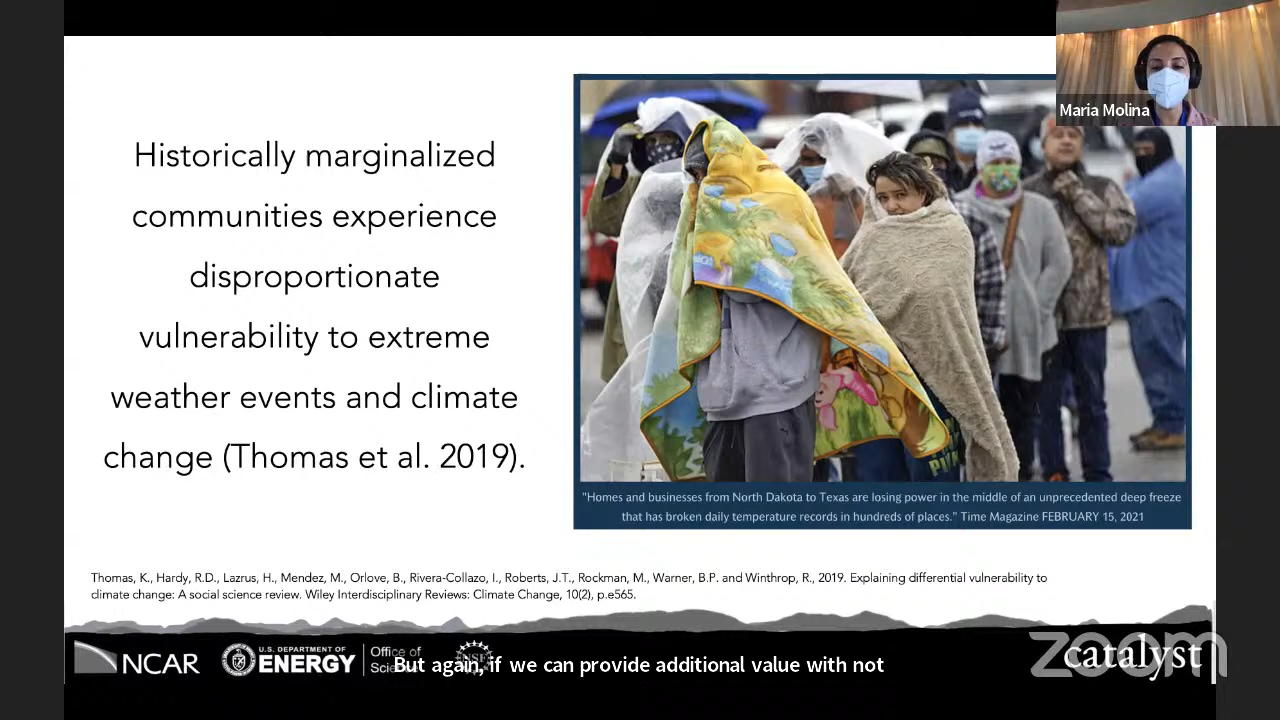 Maria Molina
Historically marginalized
communities experience
disproportionate
vulnerability to extreme
weather events and climate
change (Thomas et al. 2019).
"Homes and businesses from North Dakota to Texas are losing power in the middle of an unprecedented deep freeze
that has broken daily temperature records in hundreds of places." Time Magazine FEBRUARY 15, 2021
Thomas, K., Hardy, R.D., Lazrus, H., Mendez, M., Orlove, B., Rivera-Collazo, I., Roberts, J.T., Rockman, M., Warner, B.P. and Winthrop, R., 2019. Explaining differential vulnerability to
climate change: A social science review. Wiley Interdisciplinary Reviews: Climate Change, 10(2), p.e565.
NCAR
U.S. DEPARTMENT OF
ENERGY
Office of
NSF
But again, if we can provide additional value with not
zoom
catalyst